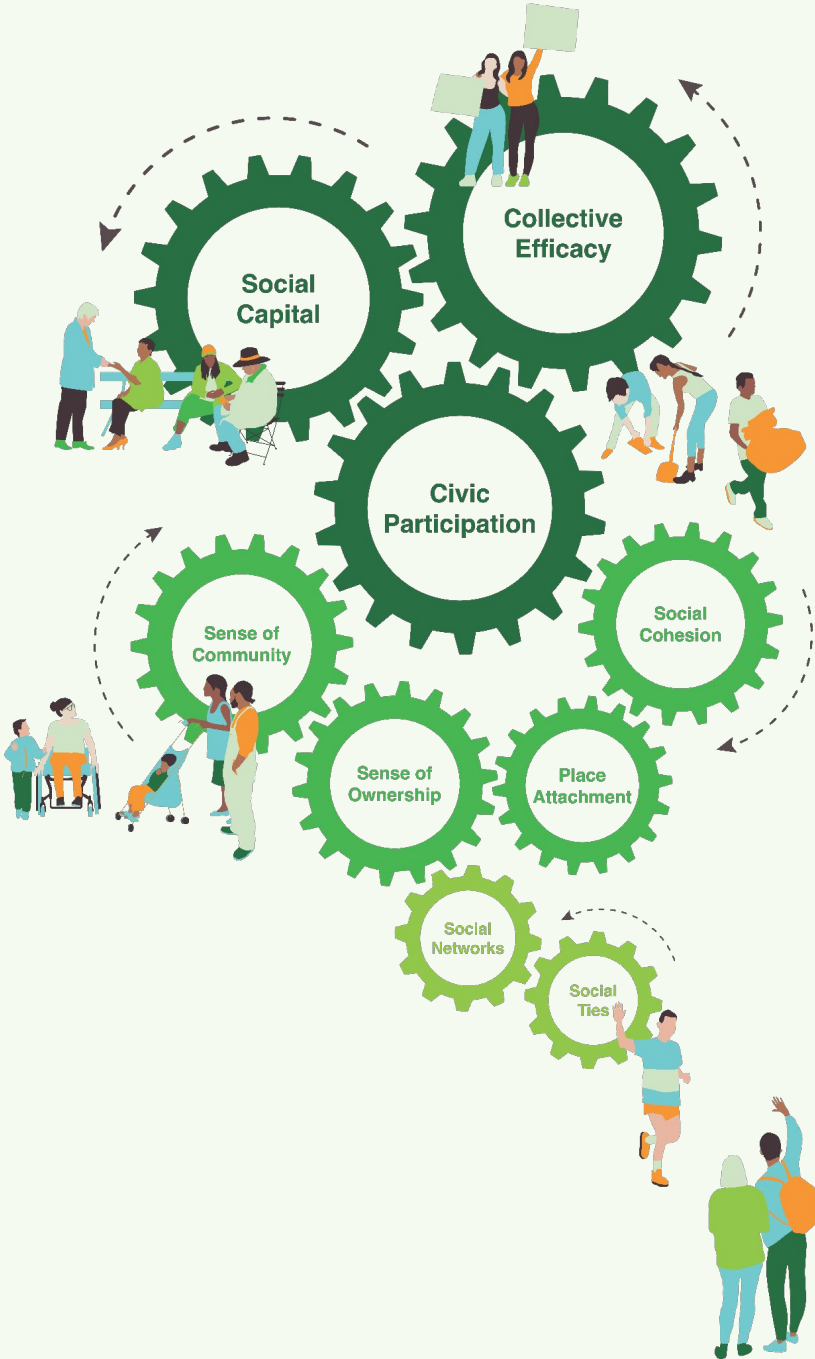 Collective
Efficacy
Social
Capital
Civic
Participation
Sense of
Community
Social
Cohesion
Sense of
Ownership
Place
Attachment
Social
Networks
Social
Ties